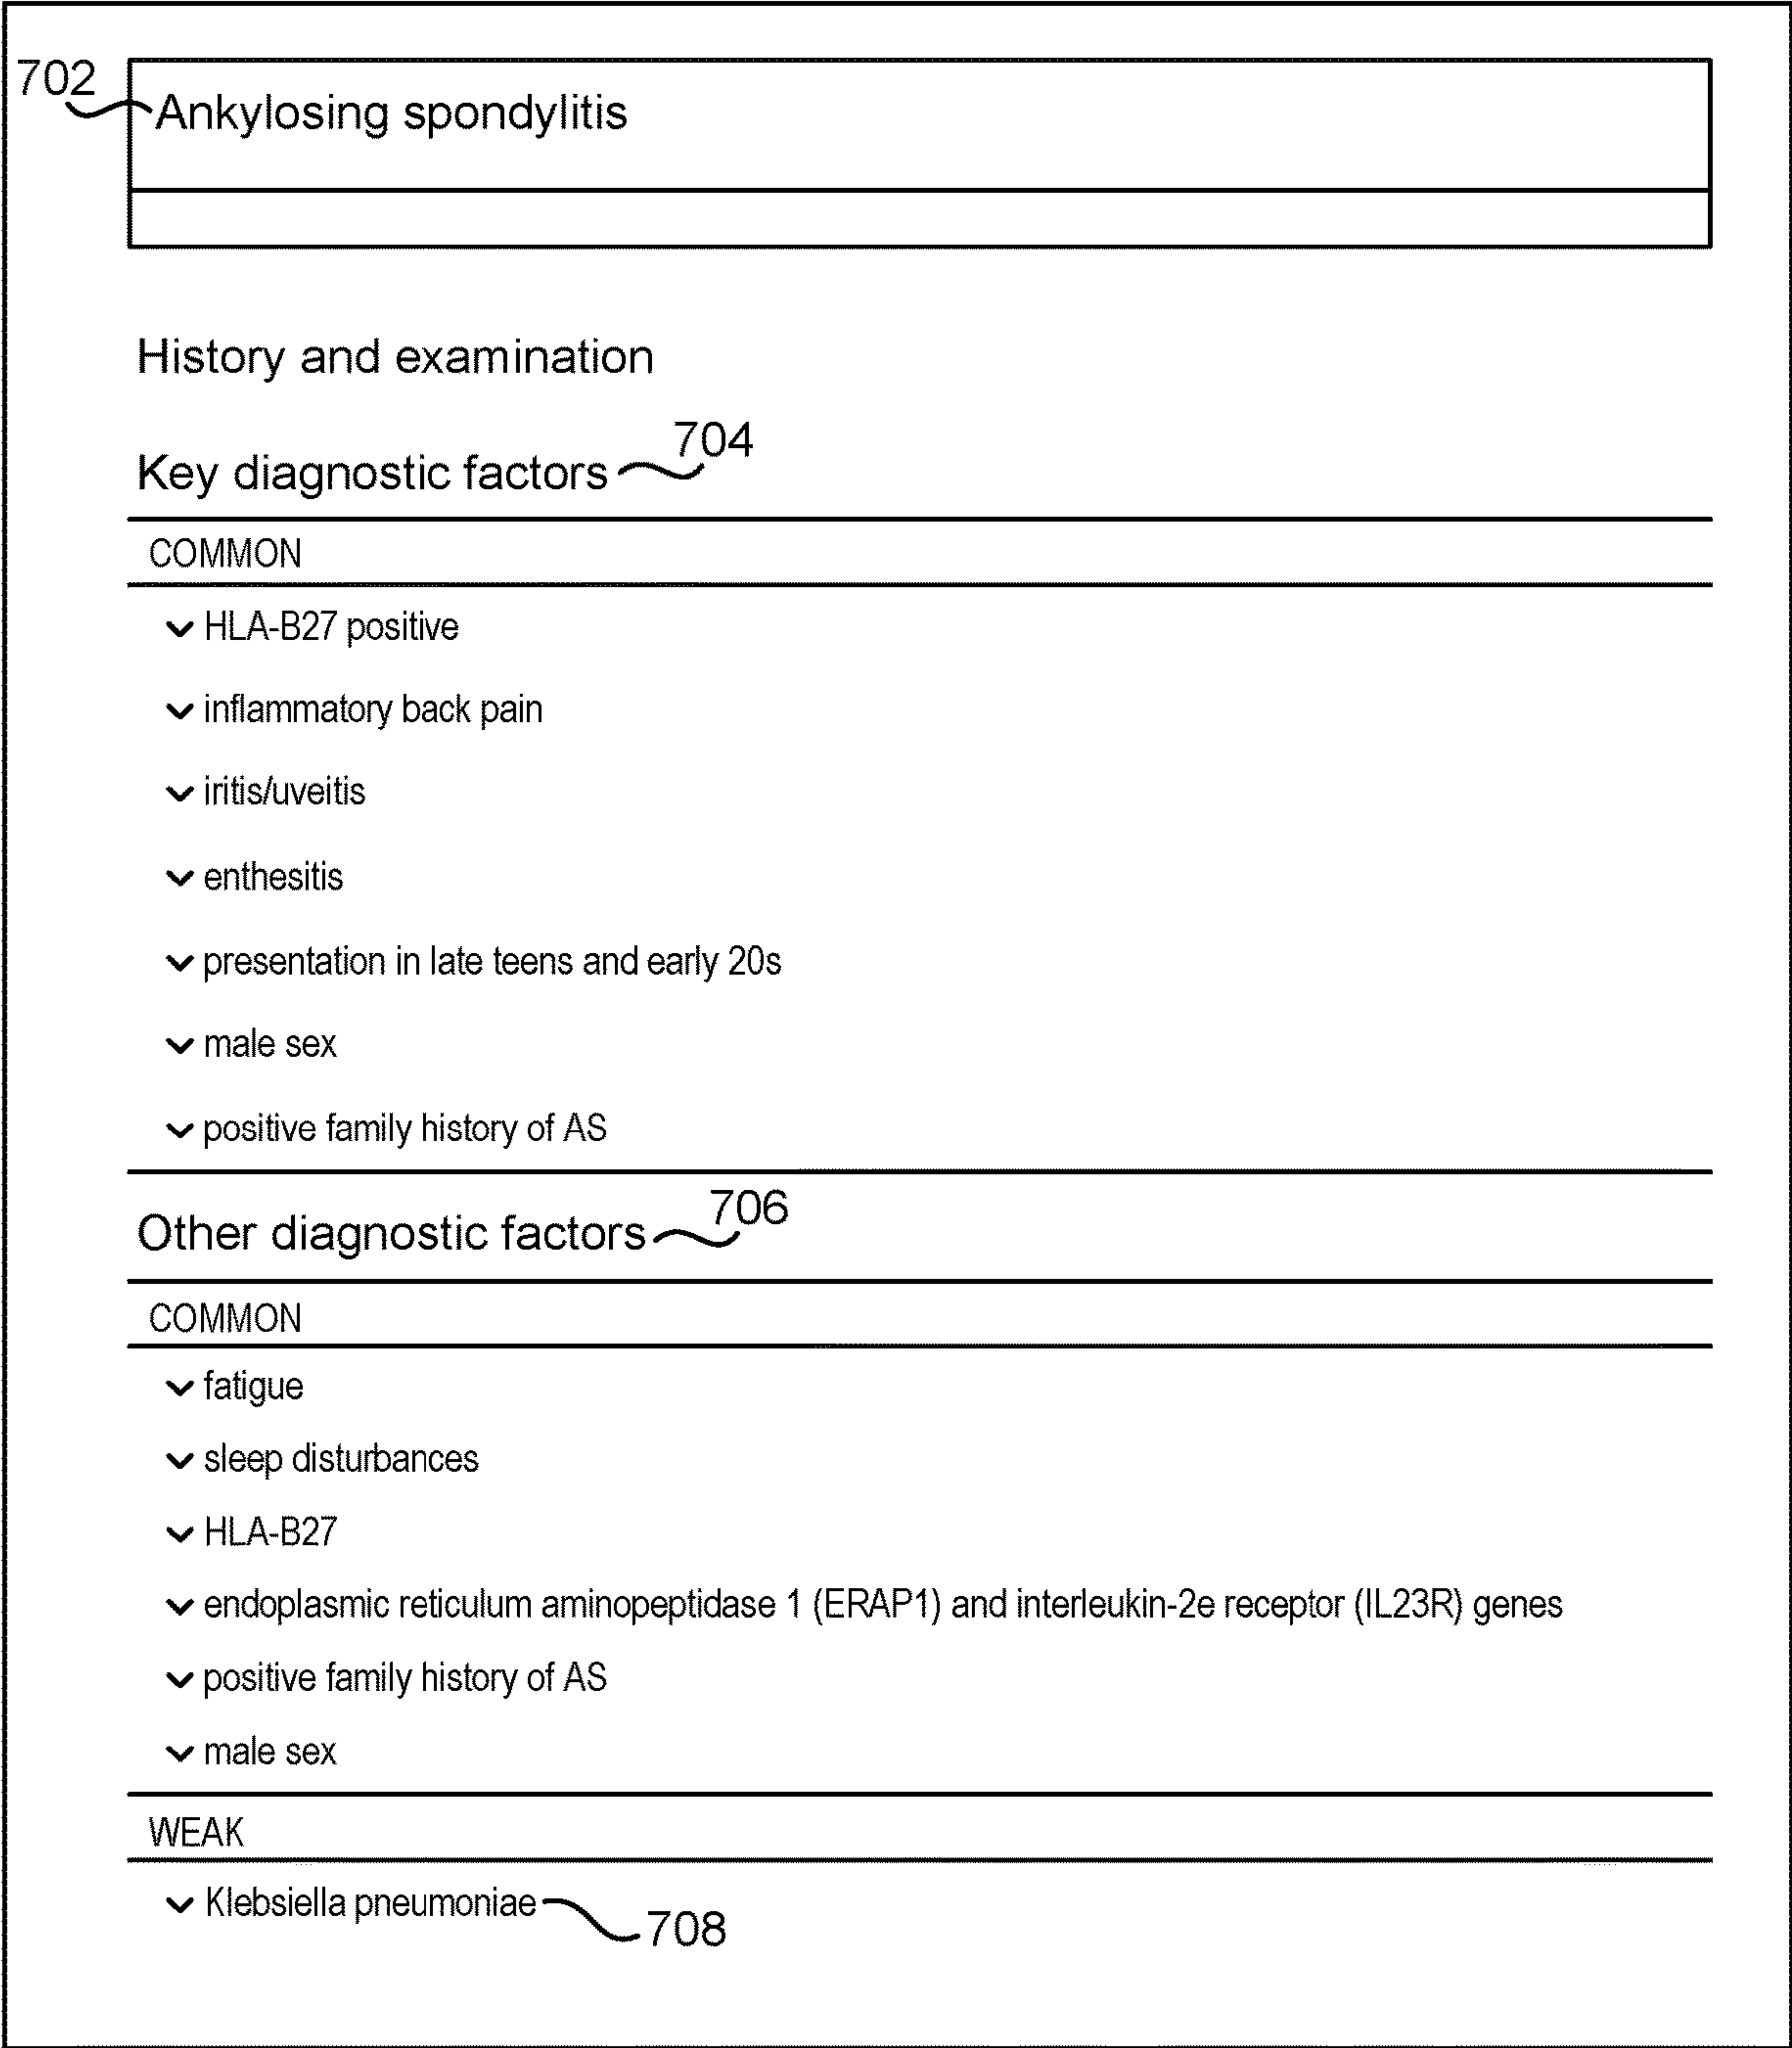 702
Ankylosing spondylitis
History and examination
704
Key diagnostic factors
COMMON
HLA-B27 positive
inflammatory back pain
iritis/uveitis
enthesitis
presentation in late teens and early 20s
male sex
positive family history of AS
706
Other diagnostic factors
COMMON
fatigue
sleep disturbances
HLA-B27
endoplasmic reticulum aminopeptidase 1 (ERAP1) and interleukin-2e receptor (IL23R) genes
positive family history of AS
male sex
WEAK
Klebsiella pneumoniae
708